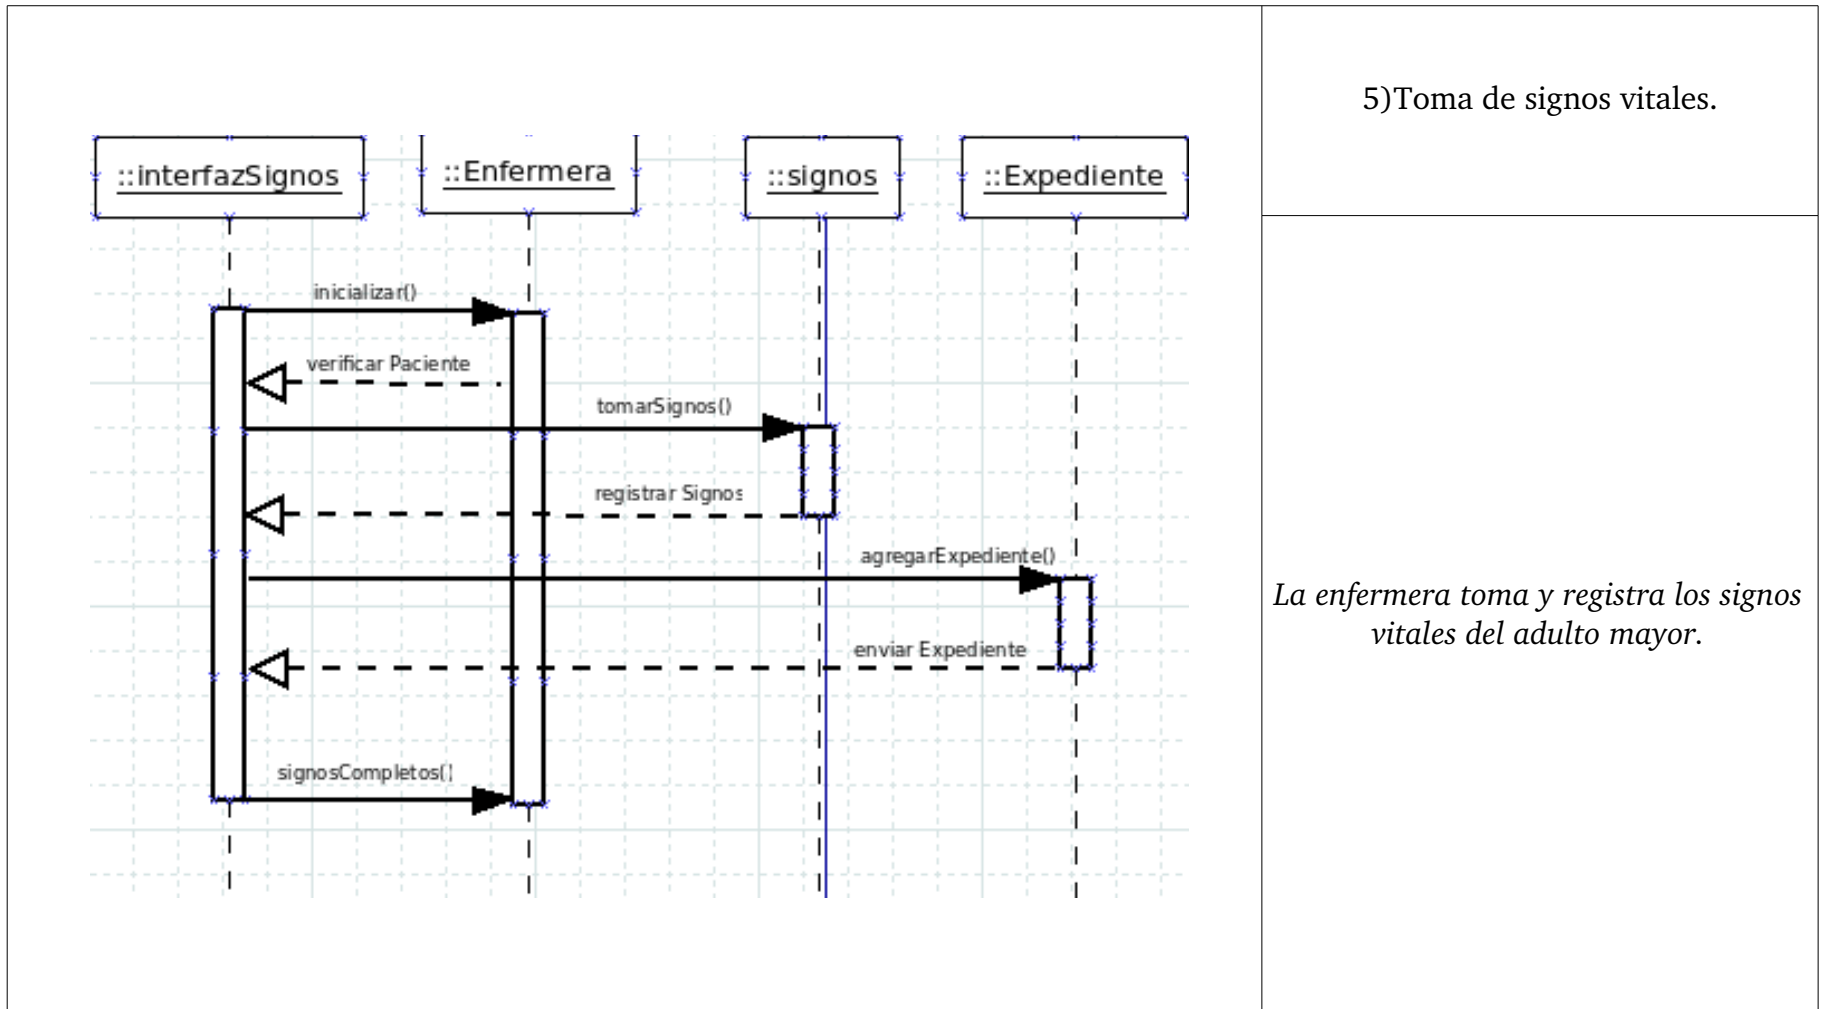 5)Toma de signos vitales.
::interfazSignos
::Enfermera
::signos
::Expediente
inicializar()
verificar Paciente
tomarSignos()
registrar Signos
agregarExpediente()
enviar Expediente
signosCompletos()
La enfermera toma y registra los signos
vitales del adulto mayor.